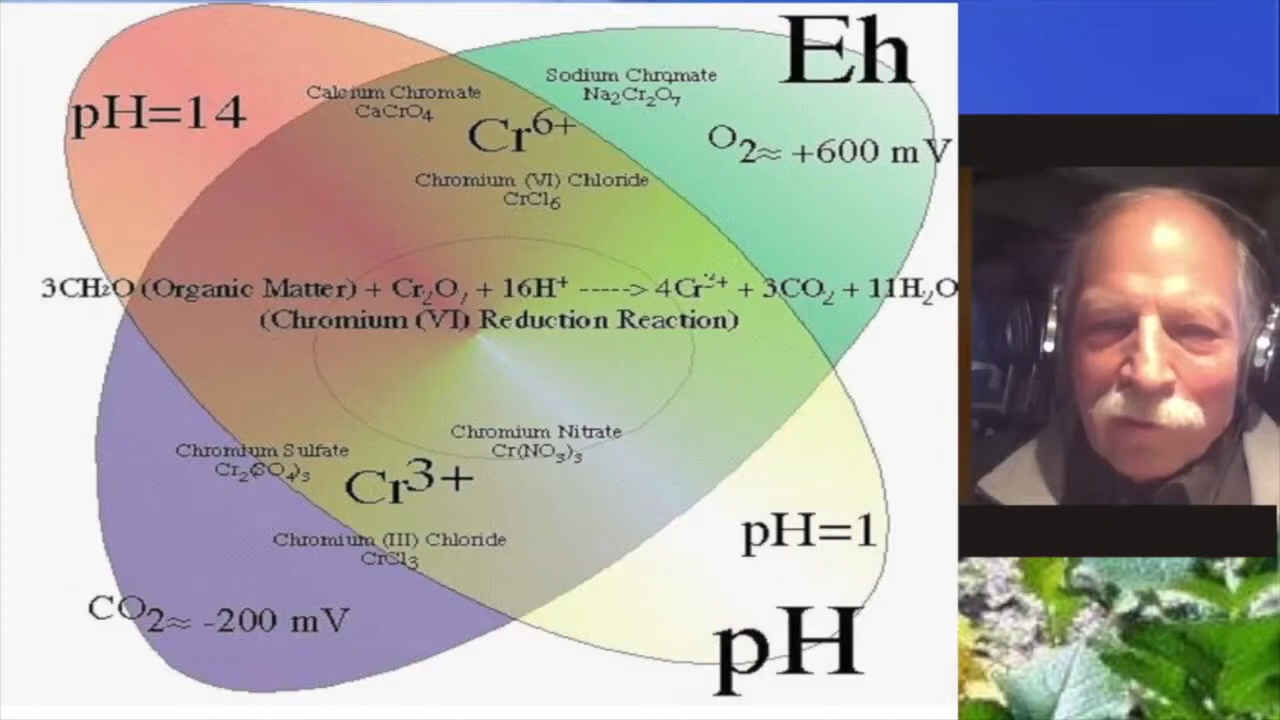 Eh
pH=14
Calcium Chromate
CaCrO₄
Sodium Chromate
Na₂Cr₂O₇
Cr⁶⁺
O₂≈ +600 mV
Chromium (VI) Chloride
CrCl₆
3CH₂O (Organic Matter) + Cr₂O₇ + 16H⁺ -----> 4Cr + 3CO₂ + 11H₂O
(Chromium (VI) Reduction Reaction)
Chromium Sulfate
Cr₂(SO₄)₃
Chromium Nitrate
Cr(NO₃)₃
Cr³⁺
Chromium (III) Chloride
CrCl₃
pH=1
CO₂≈ -200 mV
pH